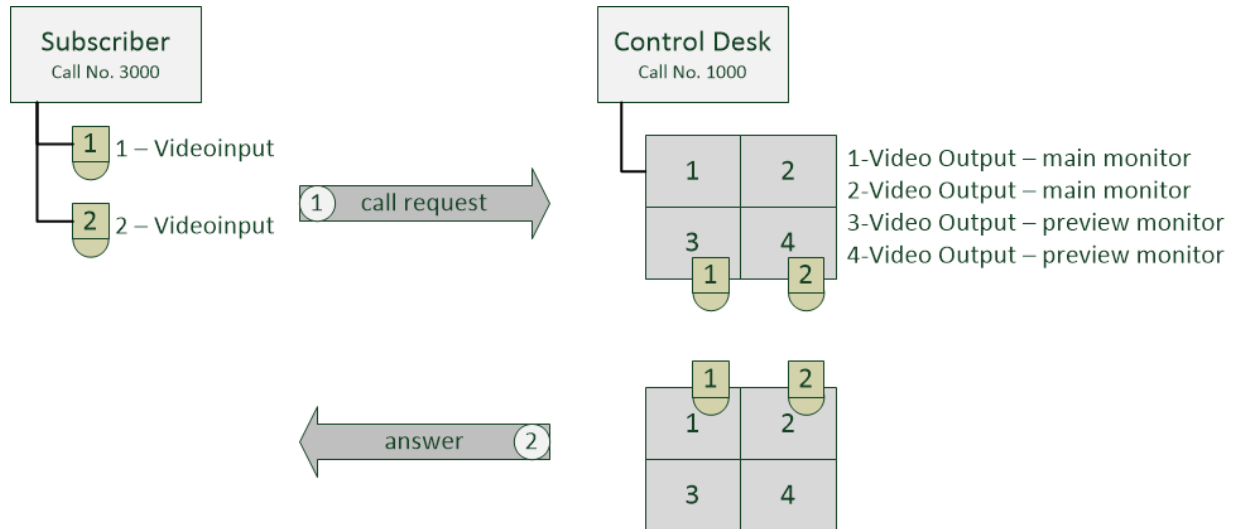 Subscriber
Call No. 3000
1
1 – Videoinput
2
2 – Videoinput
1
call request
Control Desk
Call No. 1000
1
2
3
4
1
2
1-Video Output – main monitor
2-Video Output – main monitor
3-Video Output – preview monitor
4-Video Output – preview monitor
answer
2
1
2
1
2
3
4